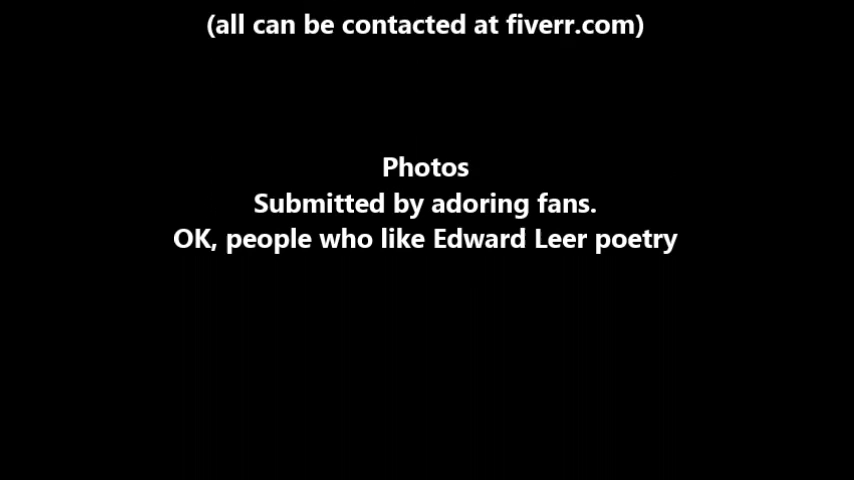 (all can be contacted at fiverr.com)
Photos
Submitted by adoring fans.
OK, people who like Edward Leer poetry